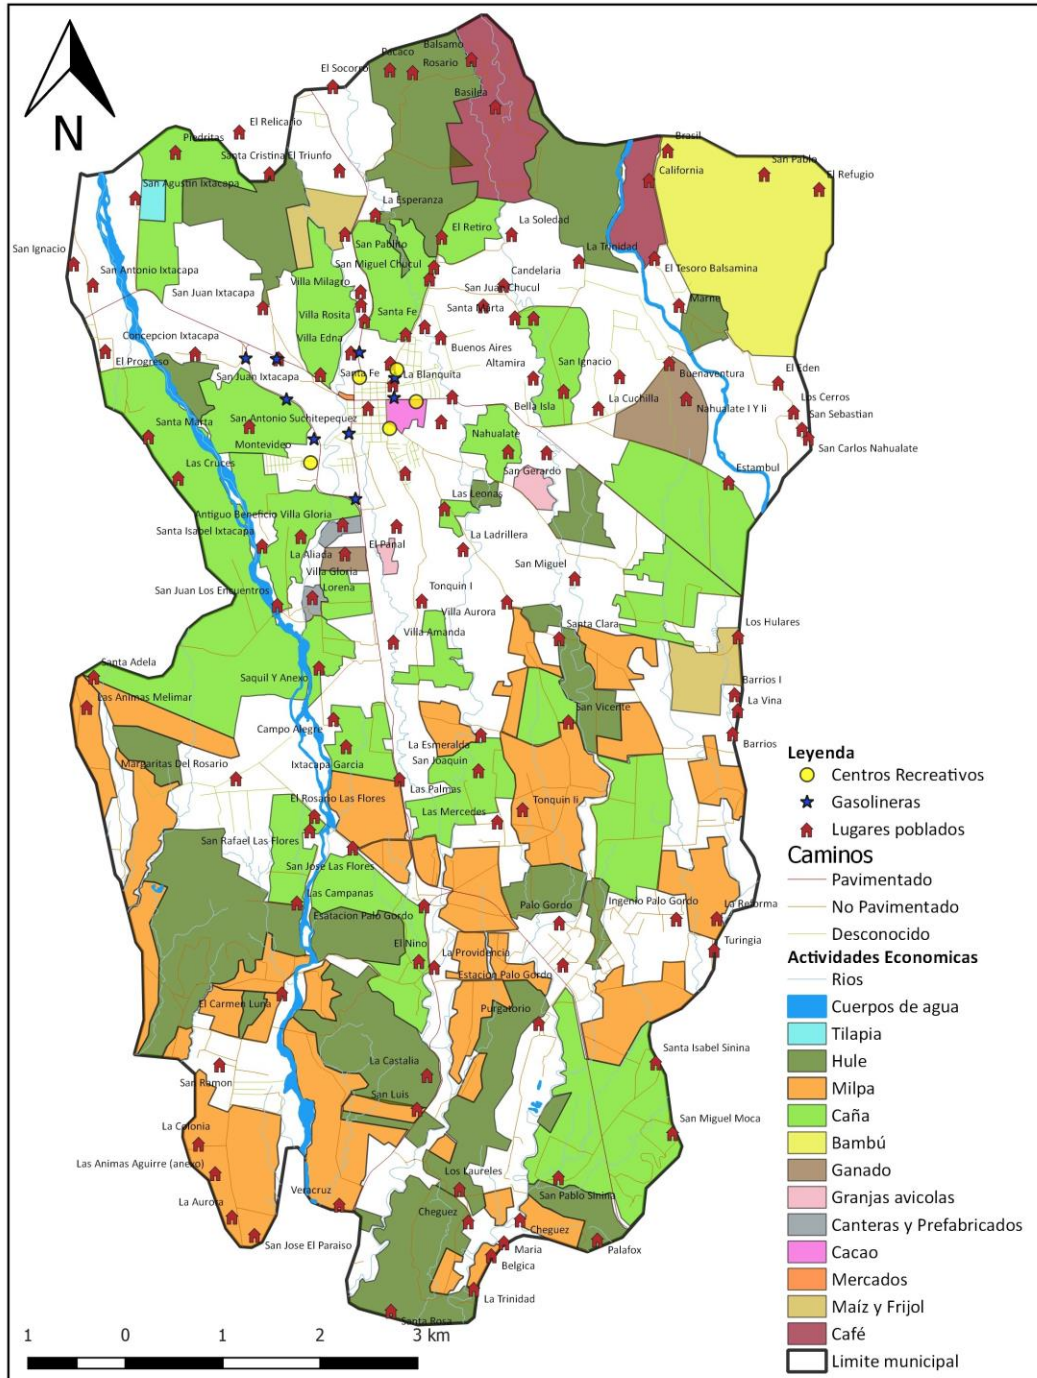 N
Balsamo
Pacaco
Rosario
El Socorro
Basilea
El Relicario
Piedritas
Brasil
Santa Cristina
El Triunfo
San Pablo
California
El Refugio
San Agustin Ixtacapa
La Esperanza
La Soledad
El Retiro
San Pablito
La Trinidad
San Ignacio
San Antonio Ixtacapa
San Miguel Chucul
Candelaria
El Tesoro Balsamina
Villa Milagro
San Juan Chucul
San Juan Ixtacapa
Marne
Villa Rosita
Santa Fe
Santa Marta
Concepcion Ixtacapa
Villa Edna
Buenos Aires
El Progreso
Altamira
San Ignacio
Buenaventura
El Eden
San Juan Ixtacapa
Santa Fe
La Blanquita
Los Cerros
La Cuchilla
Nahualate I Y Ii
San Sebastian
Bella Isla
Santa Marta
San Antonio Suchitepequez
Nahualate
Montevideo
San Carlos Nahualate
Las Cruces
San Gerardo
Estambul
Las Leonas
Antiguo Beneficio Villa Gloria
Santa Isabel Ixtacapa
La Ladrillera
El Panal
La Aliada
San Miguel
Villa Gloria
San Juan Los Encuentros
Lorena
Tonquin I
Villa Aurora
Los Hulares
Villa Amanda
Santa Clara
Santa Adela
Saquil Y Anexo
Barrios I
Las Animas Melimar
La Vina
Campo Alegre
San Vicente
Barrios
La Esmeralda
Margaritas Del Rosario
Ixtacapa Garcia
San Joaquin
Las Palmas
El Rosario Las Flores
Las Mercedes
Tonquin Ii
San Rafael Las Flores
San Jose Las Flores
Las Campanas
Esatacion Palo Gordo
Palo Gordo
Ingenio Palo Gordo
La Reforma
El Nino
La Providencia
Turingia
Estacion Palo Gordo
El Carmen Luna
Purgatorio
Santa Isabel Sinina
La Castalia
San Ramon
San Luis
San Miguel Moca
La Colonia
Las Animas Aguirre (anexo)
Los Laureles
Veracruz
San Pablo Sinina
La Aurora
Cheguez
Cheguez
San Jose El Paraiso
Maria
Palafox
Belgica
La Trinidad
Santa Rosa
1 0 1 2 3 km
Leyenda
Centros Recreativos
Gasolineras
Lugares poblados
Caminos
Pavimentado
No Pavimentado
Desconocido
Actividades Economicas
Rios
Cuerpos de agua
Tilapia
Hule
Milpa
Caña
Bambú
Ganado
Granjas avicolas
Canteras y Prefabricados
Cacao
Mercados
Maíz y Frijol
Café
Limite municipal